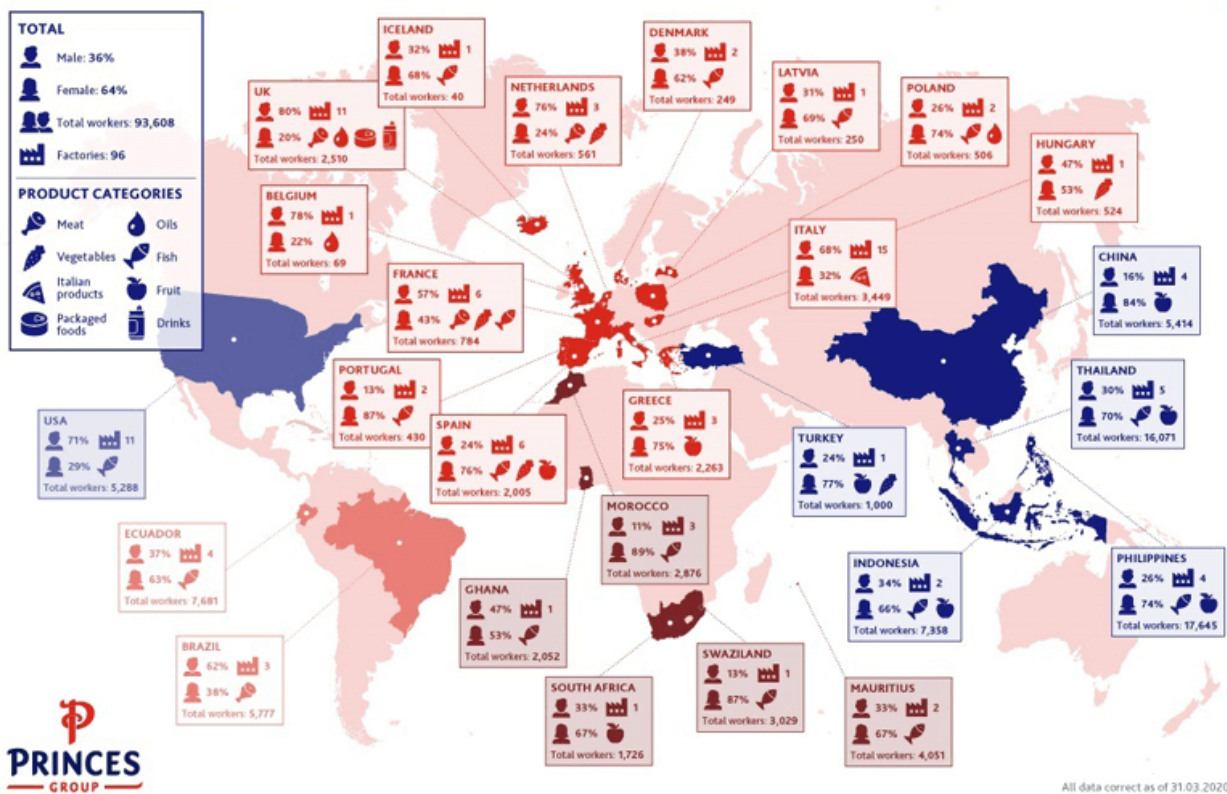 TOTAL
Male: 36%
Female: 64%
Total workers: 93,608
Factories: 96
PRODUCT CATEGORIES
Meat
Oils
Vegetables
Fish
Italian products
Fruit
Packaged foods
Drinks
ICELAND
32% 1
68%
Total workers: 40
DENMARK
38% 2
62%
Total workers: 249
UK
80% 11
20%
Total workers: 2,510
NETHERLANDS
76% 3
24%
Total workers: 561
LATVIA
31% 1
69%
Total workers: 250
POLAND
26% 2
74%
Total workers: 506
HUNGARY
47% 1
53%
Total workers: 524
BELGIUM
78% 1
22%
Total workers: 69
ITALY
68% 15
32%
Total workers: 3,449
CHINA
16% 4
84%
Total workers: 5,414
FRANCE
57% 6
43%
Total workers: 784
PORTUGAL
13% 2
87%
Total workers: 430
THAILAND
30% 5
70%
Total workers: 16,071
USA
71% 11
29%
Total workers: 5,288
SPAIN
24% 6
76%
Total workers: 2,005
GREECE
25% 3
75%
Total workers: 2,263
TURKEY
24% 1
77%
Total workers: 1,000
MOROCCO
11% 3
89%
Total workers: 2,876
ECUADOR
37% 4
63%
Total workers: 7,681
GHANA
47% 1
53%
Total workers: 2,052
INDONESIA
34% 2
66%
Total workers: 7,358
PHILIPPINES
26% 4
74%
Total workers: 17,645
BRAZIL
62% 3
38%
Total workers: 5,777
SOUTH AFRICA
33% 1
67%
Total workers: 1,726
SWAZILAND
13% 1
87%
Total workers: 3,029
MAURITIUS
33% 2
67%
Total workers: 4,051
PRINCES
GROUP
All data correct as of 31.03.2020